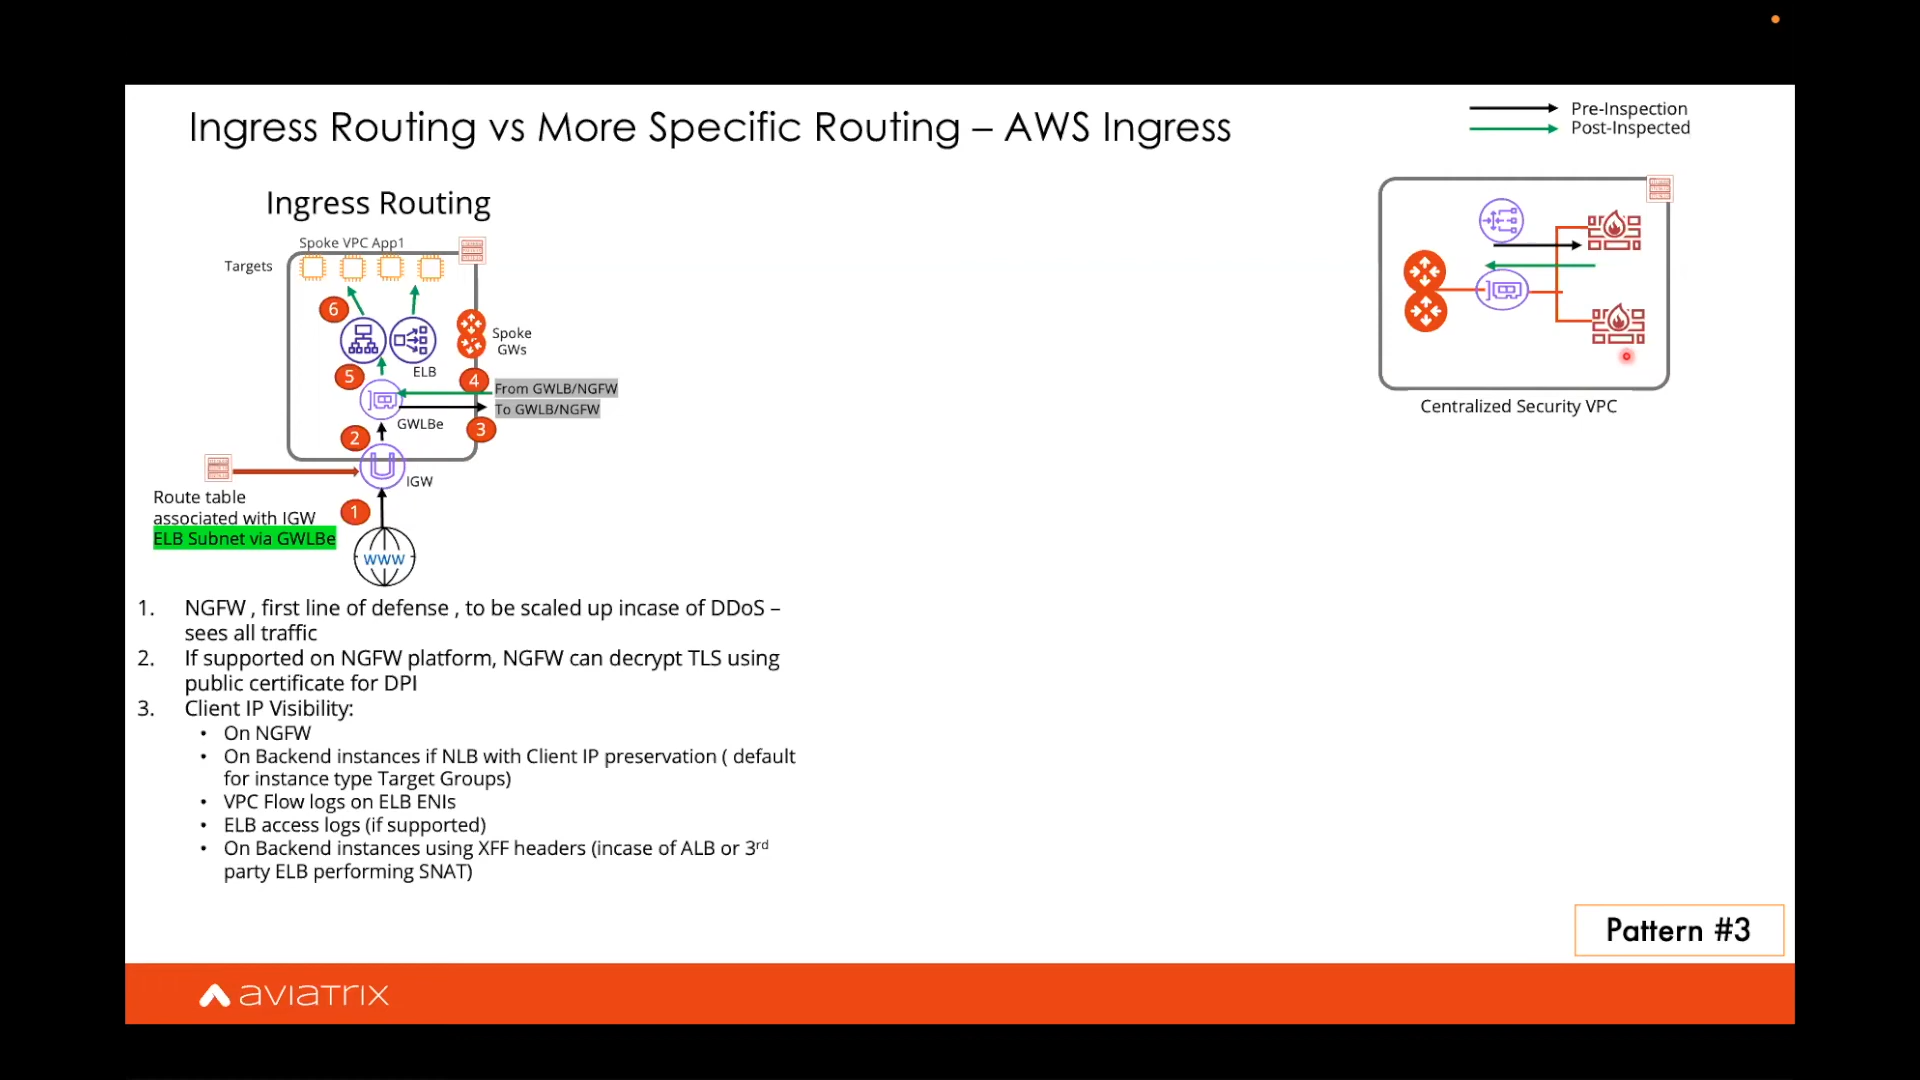 Ingress Routing vs More Specific Routing – AWS Ingress
Pre-Inspection
Post-Inspected
Ingress Routing
Spoke VPC App1
Targets
6
Spoke
GWs
5
ELB
4
From GWLB/NGFW
To GWLB/NGFW
GWLBe
3
2
IGW
Route table
associated with IGW
ELB Subnet via GWLBe
1
WWW
Centralized Security VPC
1. NGFW , first line of defense , to be scaled up incase of DDoS –
sees all traffic
2. If supported on NGFW platform, NGFW can decrypt TLS using
public certificate for DPI
3. Client IP Visibility:
• On NGFW
• On Backend instances if NLB with Client IP preservation ( default
for instance type Target Groups)
• VPC Flow logs on ELB ENIs
• ELB access logs (if supported)
• On Backend instances using XFF headers (incase of ALB or 3rd
party ELB performing SNAT)
Pattern #3
aviatrix